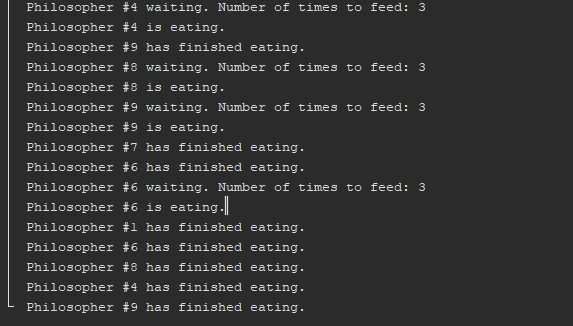 Philosopher #4 waiting. Number of times to feed: 3
Philosopher #4 is eating.
Philosopher #9 has finished eating.
Philosopher #8 waiting. Number of times to feed: 3
Philosopher #8 is eating.
Philosopher #9 waiting. Number of times to feed: 3
Philosopher #9 is eating.
Philosopher #7 has finished eating.
Philosopher #6 has finished eating.
Philosopher #6 waiting. Number of times to feed: 3
Philosopher #6 is eating.
Philosopher #1 has finished eating.
Philosopher #6 has finished eating.
Philosopher #8 has finished eating.
Philosopher #4 has finished eating.
Philosopher #9 has finished eating.